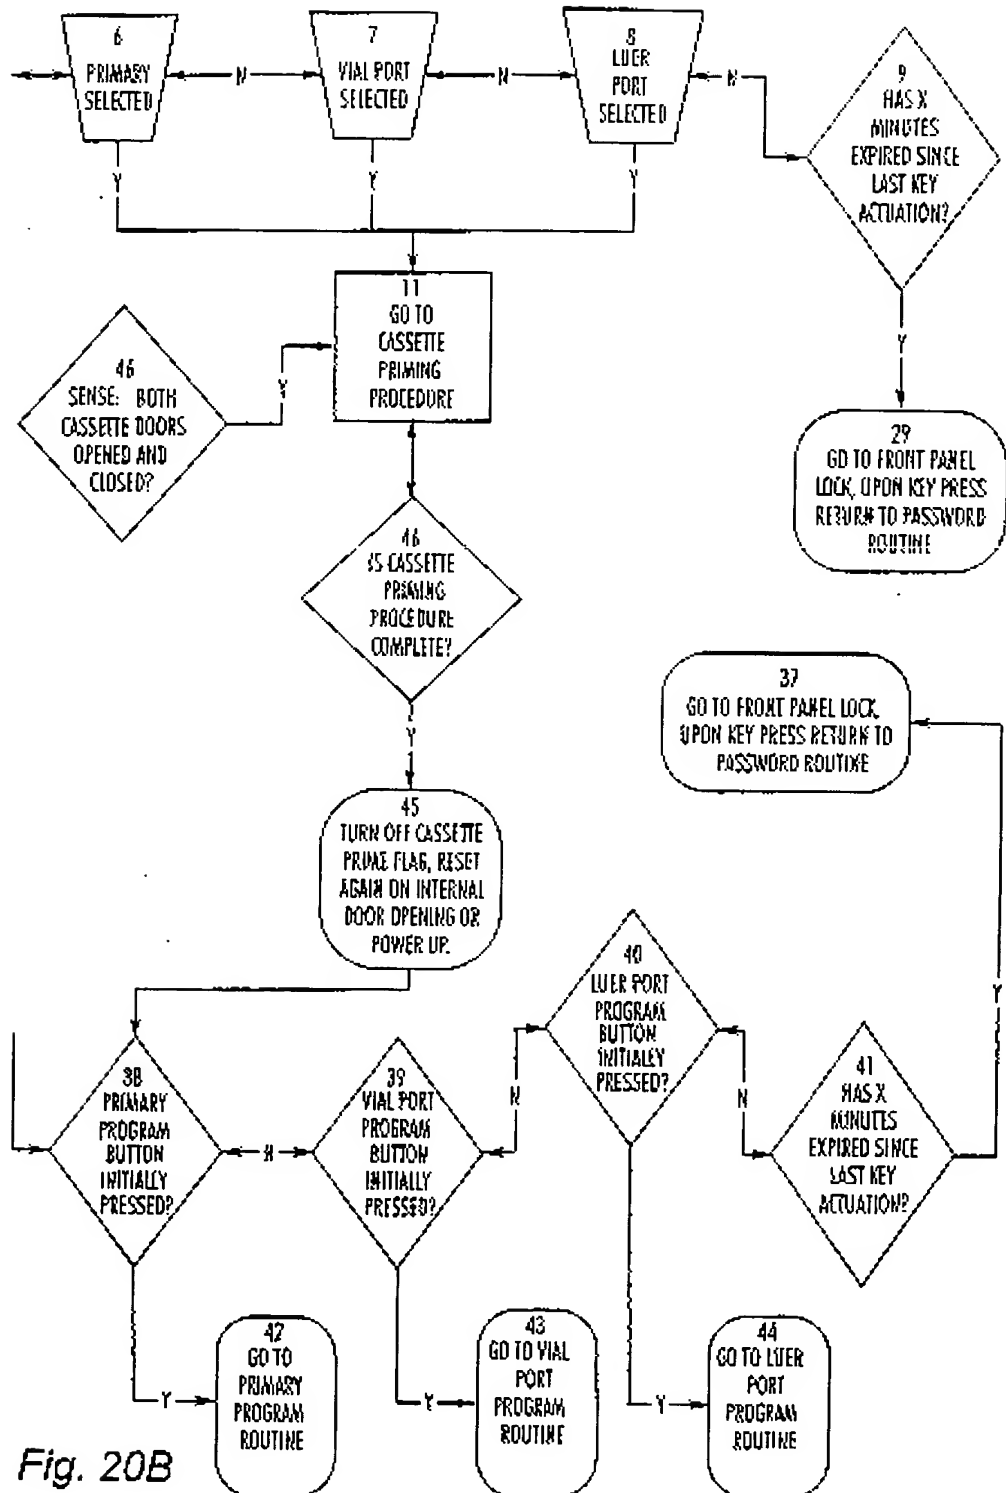 6
PRIMARY
SELECTED
N
7
VIAL PORT
SELECTED
N
8
LUER
PORT
SELECTED
N
9
HAS X
MINUTES
EXPIRED SINCE
LAST KEY
ACTUATION?
Y
Y
Y
Y
11
GO TO
CASSETTE
PRIMING
PROCEDURE
46
SENSE: BOTH
CASSETTE DOORS
OPENED AND
CLOSED?
Y
29
GO TO FRONT PANEL
LOCK, UPON KEY PRESS
RETURN TO PASSWORD
ROUTINE
46
IS CASSETTE
PRIMING
PROCEDURE
COMPLETE?
Y
37
GO TO FRONT PANEL LOCK,
UPON KEY PRESS RETURN TO
PASSWORD ROUTINE
45
TURN OFF CASSETTE
PRIME FLAG, RESET
AGAIN ON INTERNAL
DOOR OPENING OR
POWER UP.
38
PRIMARY
PROGRAM
BUTTON
INITIALLY
PRESSED?
N
39
VIAL PORT
PROGRAM
BUTTON
INITIALLY
PRESSED?
N
40
LUER PORT
PROGRAM
BUTTON
INITIALLY
PRESSED?
N
41
HAS X
MINUTES
EXPIRED SINCE
LAST KEY
ACTUATION?
Y
Y
42
GO TO
PRIMARY
PROGRAM
ROUTINE
Y
43
GO TO VIAL
PORT
PROGRAM
ROUTINE
Y
44
GO TO LUER
PORT
PROGRAM
ROUTINE
Fig. 20B